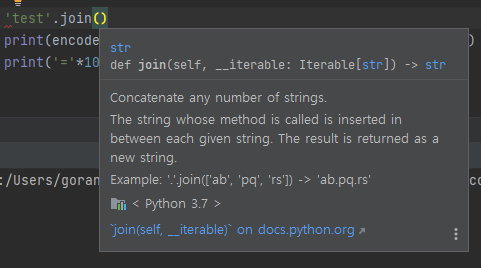 'test'.join()
print(encode
print('='*10
str
def join(self, __iterable: Iterable[str]) -> str
Concatenate any number of strings.
The string whose method is called is inserted in
between each given string. The result is returned as a
new string.
Example: '.'.join(['ab', 'pq', 'rs']) -> 'ab.pq.rs'
< Python 3.7 >
`join(self, __iterable)` on docs.python.org
:/Users/goran
co
)